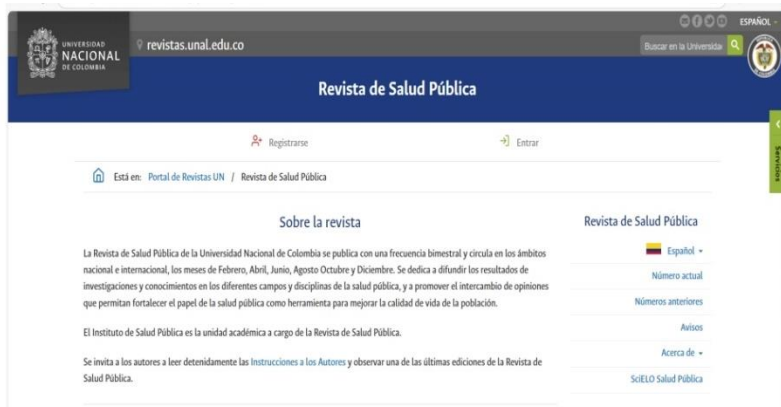 ESPAÑOL
UNIVERSIDAD
NACIONAL
DE COLOMBIA
revistas.unal.edu.co
Buscar en la Universidad
Revista de Salud Pública
Registrarse
Entrar
Servicios
Está en: Portal de Revistas UN / Revista de Salud Pública
Sobre la revista
La Revista de Salud Pública de la Universidad Nacional de Colombia se publica con una frecuencia bimestral y circula en los ámbitos
nacional e internacional, los meses de Febrero, Abril, Junio, Agosto Octubre y Diciembre. Se dedica a difundir los resultados de
investigaciones y conocimientos en los diferentes campos y disciplinas de la salud pública, y a promover el intercambio de opiniones
que permitan fortalecer el papel de la salud pública como herramienta para mejorar la calidad de vida de la población.
El Instituto de Salud Pública es la unidad académica a cargo de la Revista de Salud Pública.
Se invita a los autores a leer detenidamente las Instrucciones a los Autores y observar una de las últimas ediciones de la Revista de
Salud Pública.
Revista de Salud Pública
Español
Número actual
Números anteriores
Avisos
Acerca de
SciELO Salud Pública